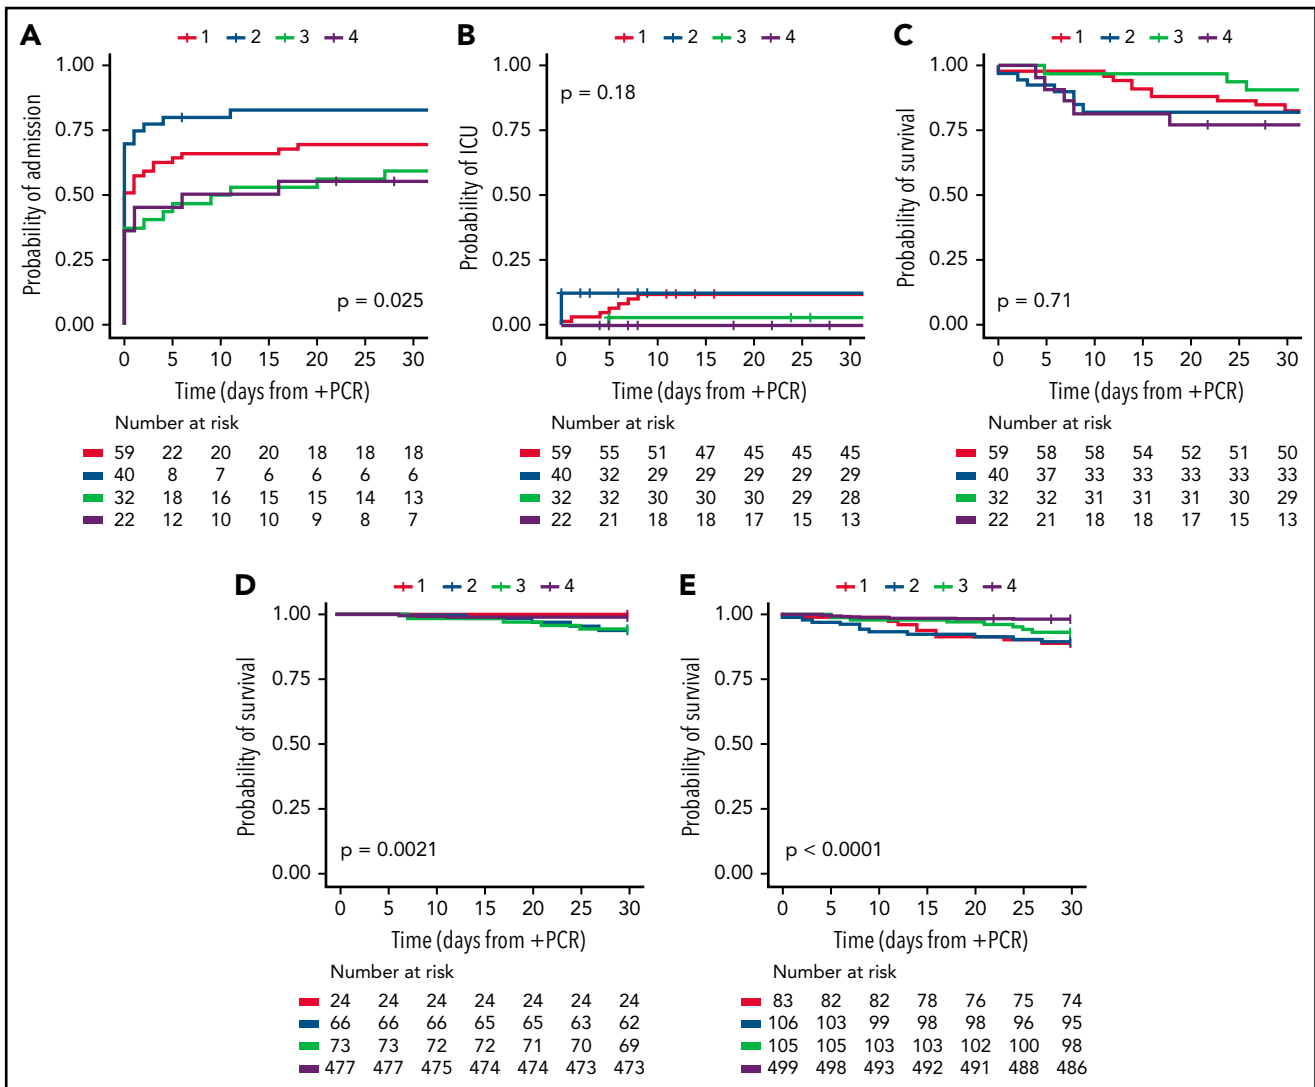 A
1 2 3 4
1.00
0.75
0.50
0.25
0.00
Probability of admission
p = 0.025
0 5 10 15 20 25 30
Time (days from +PCR)
Number at risk
59 22 20 20 18 18 18
40 8 7 6 6 6 6
32 18 16 15 15 14 13
22 12 10 10 9 8 7
B
1 2 3 4
1.00
0.75
0.50
0.25
0.00
Probability of ICU
p = 0.18
0 5 10 15 20 25 30
Time (days from +PCR)
Number at risk
59 55 51 47 45 45 45
40 32 29 29 29 29 29
32 32 30 30 30 29 28
22 21 18 18 17 15 13
C
1 2 3 4
1.00
0.75
0.50
0.25
0.00
Probability of survival
p = 0.71
0 5 10 15 20 25 30
Time (days from +PCR)
Number at risk
59 58 58 54 52 51 50
40 37 33 33 33 33 33
32 32 31 31 31 30 29
22 21 18 18 17 15 13
D
1 2 3 4
1.00
0.75
0.50
0.25
0.00
Probability of survival
p = 0.0021
0 5 10 15 20 25 30
Time (days from +PCR)
Number at risk
24 24 24 24 24 24 24
66 66 66 65 65 63 62
73 73 72 72 71 70 69
477 477 475 474 474 473 473
E
1 2 3 4
1.00
0.75
0.50
0.25
0.00
Probability of survival
p < 0.0001
0 5 10 15 20 25 30
Time (days from +PCR)
Number at risk
83 82 82 78 76 75 74
106 103 99 98 98 96 95
105 105 103 103 102 100 98
499 498 493 492 491 488 486